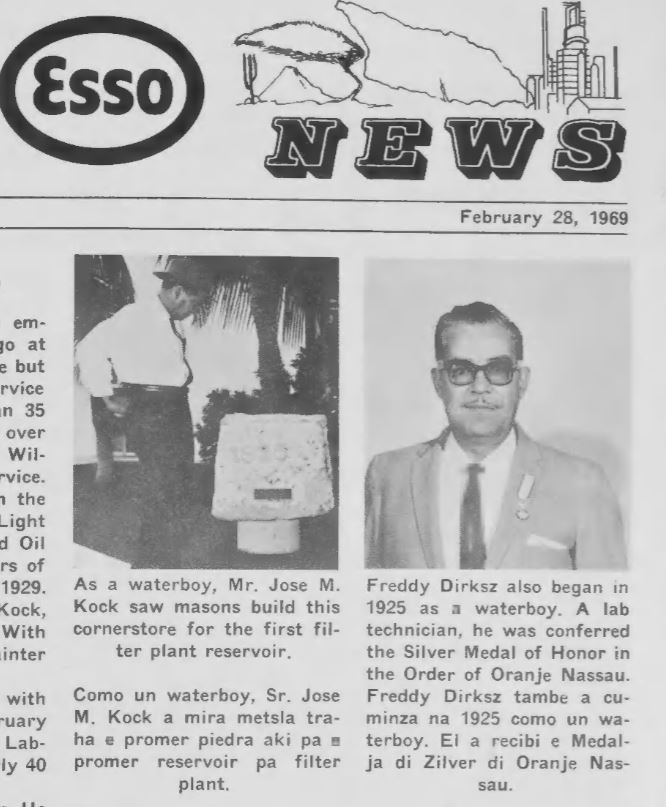 Esso
NEWS
February 28, 1969
em-
go at
e but
rvice
an 35
over
Wil-
rvice.
n the
Light
d Oil
rs of
1929.
Kock,
With
inter
with
ruary
Lab-
ly 40
As a waterboy, Mr. Jose M.
Kock saw masons build this
cornerstore for the first fil-
ter plant reservoir.
Como un waterboy, Sr. Jose
M. Kock a mira metsla tra-
ha e promer piedra aki pa e
promer reservoir pa filter
plant.
Freddy Dirksz also began in
1925 as a waterboy. A lab
technician, he was conferred
the Silver Medal of Honor in
the Order of Oranje Nassau.
Freddy Dirksz tambe a cu-
minza na 1925 como un wa-
terboy. El a recibi e Medal-
ja di Zilver di Oranje Nas-
sau.